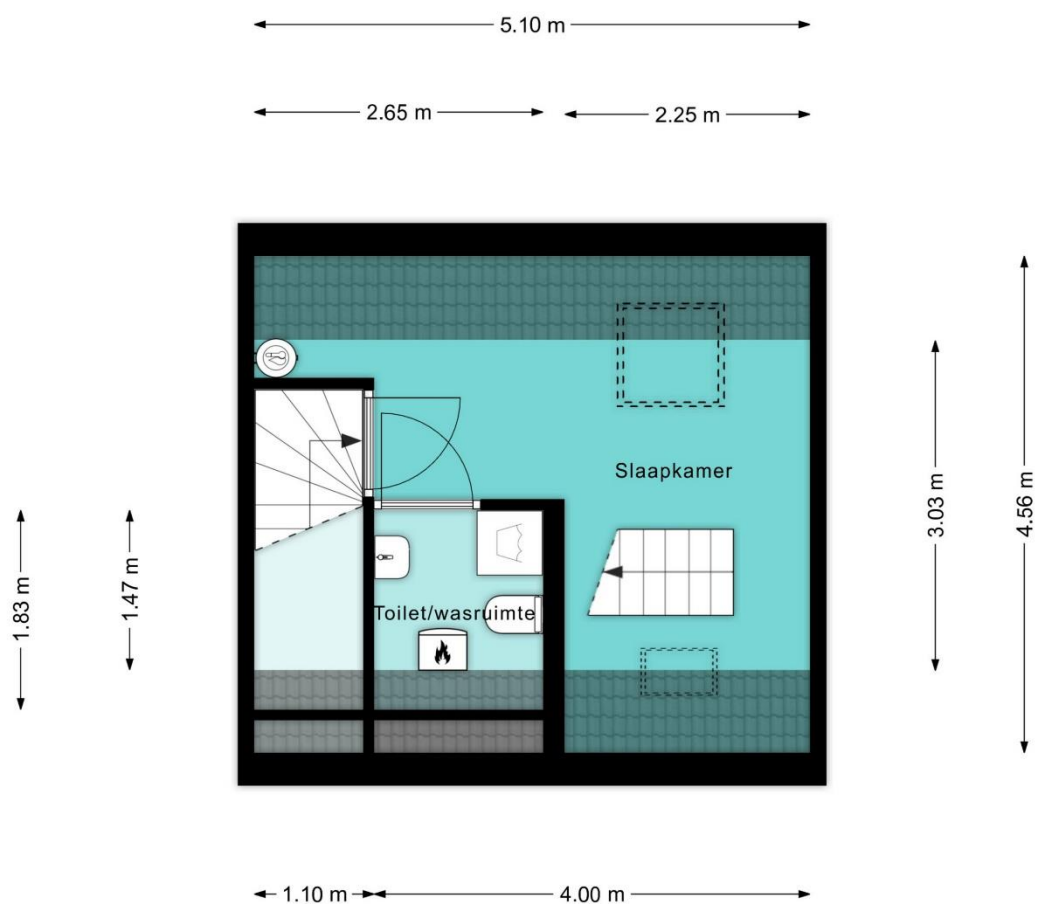 5.10 m
2.65 m
2.25 m
Slaapkamer
3.03 m
4.56 m
1.83 m
1.47 m
Toilet/wasruimte
1.10 m
4.00 m